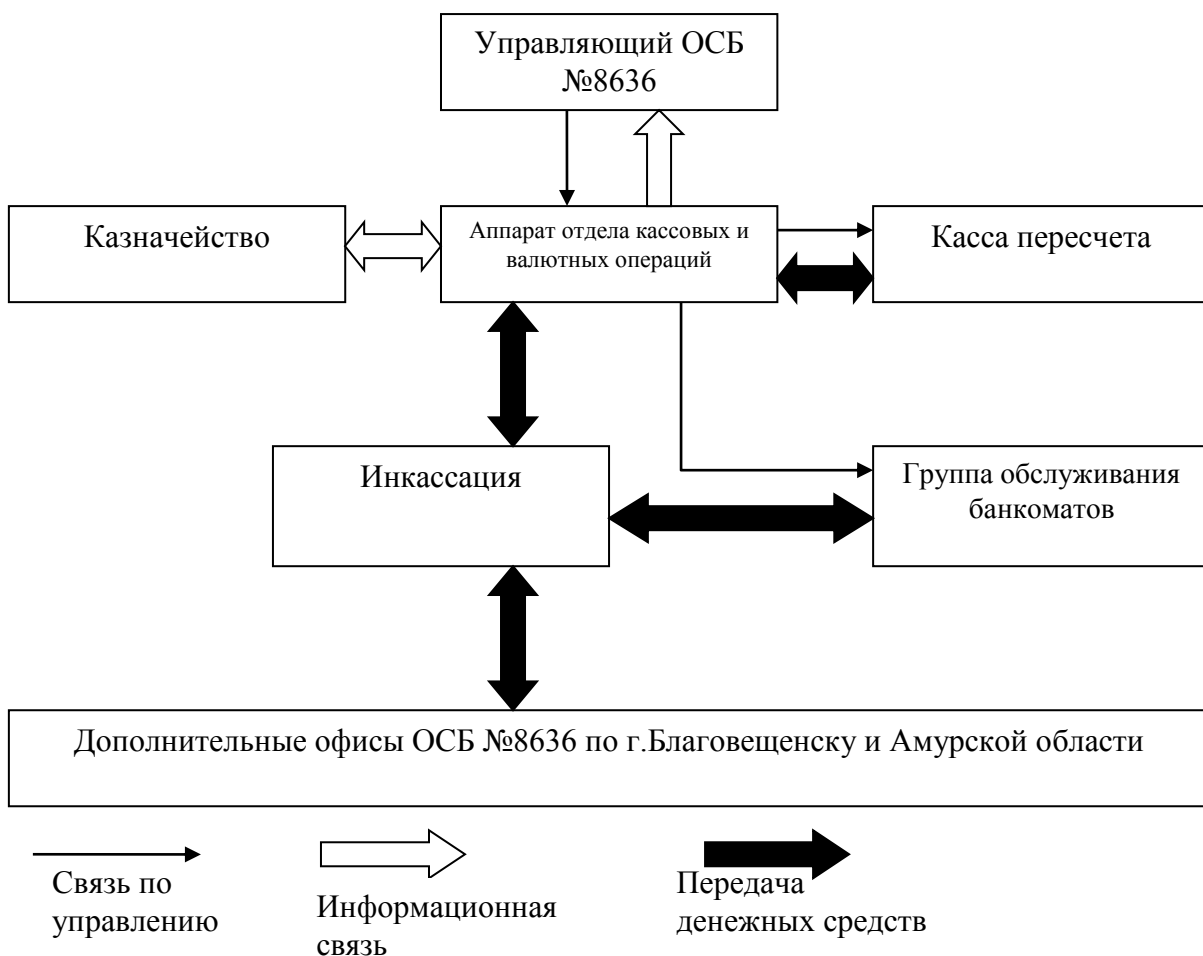 Управляющий ОСБ
№8636
Казначейство
Аппарат отдела кассовых и
валютных операций
Касса пересчета
Инкассация
Группа обслуживания
банкоматов
Дополнительные офисы ОСБ №8636 по г.Благовещенску и Амурской области
Связь по
управлению
Информационная
связь
Передача
денежных средств